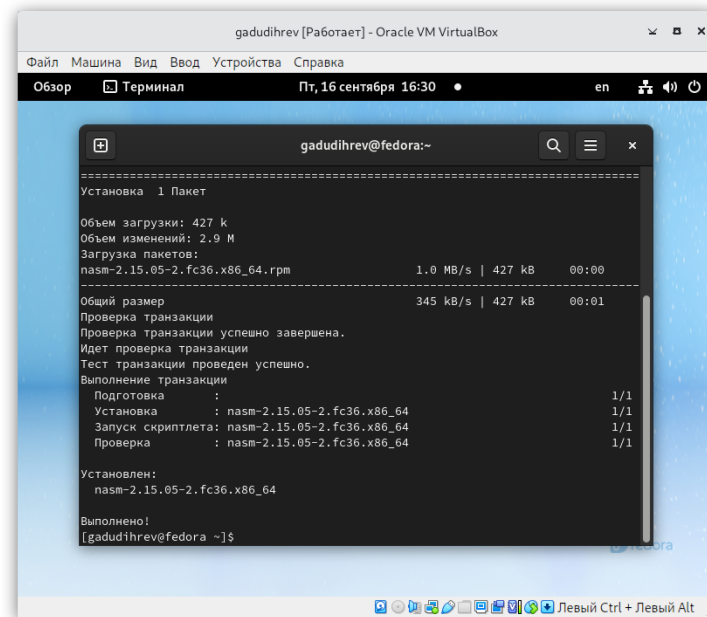 gadudihrev [Работает] - Oracle VM VirtualBox
Файл Машина Вид Ввод Устройства Справка
Обзор Терминал Пт, 16 сентября 16:30 en
gadudihrev@fedora:~
================================================================================
Установка 1 Пакет
Объем загрузки: 427 k
Объем изменений: 2.9 M
Загрузка пакетов:
nasm-2.15.05-2.fc36.x86_64.rpm 1.0 MB/s | 427 kB 00:00
--------------------------------------------------------------------------------
Общий размер 345 kB/s | 427 kB 00:01
Проверка транзакции
Проверка транзакции успешно завершена.
Идет проверка транзакции
Тест транзакции проведен успешно.
Выполнение транзакции
Подготовка : 1/1
Установка : nasm-2.15.05-2.fc36.x86_64 1/1
Запуск скриптлета: nasm-2.15.05-2.fc36.x86_64 1/1
Проверка : nasm-2.15.05-2.fc36.x86_64 1/1
Установлен:
nasm-2.15.05-2.fc36.x86_64
Выполнено!
[gadudihrev@fedora ~]$
fedora
Левый Ctrl + Левый Alt